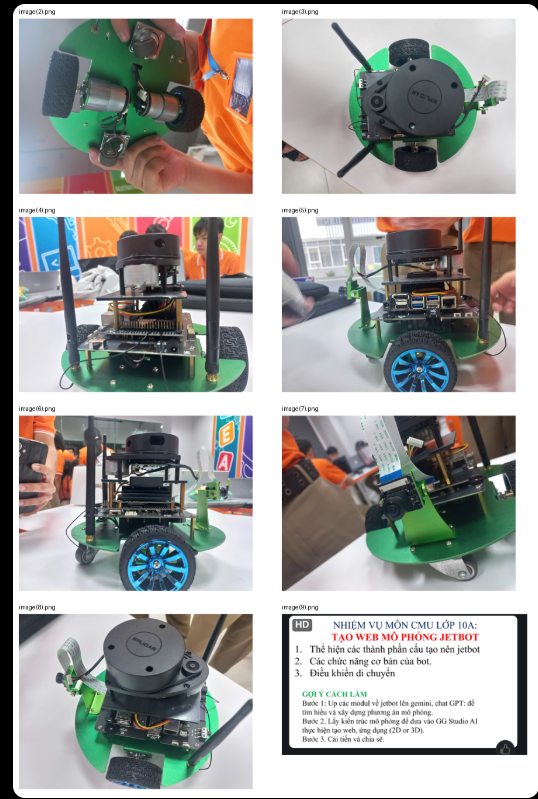 image(2).png
image(3).png
image(4).png
image(5).png
image(6).png
E
A
image(7).png
image(8).png
RPLIDAR
image(9).png
HD
NHIỆM VỤ MÔN CMU LỚP 10A:
TẠO WEB MÔ PHỎNG JETBOT
1. Thể hiện các thành phần cấu tạo nên jetbot
2. Các chức năng cơ bản của bot.
3. Điều khiển di chuyển
GỢI Ý CÁCH LÀM
Bước 1: Up các modul về jetbot lên gemini, chat GPT: để
tìm hiểu và xây dựng phương án mô phỏng.
Bước 2. Lấy kiến trúc mô phỏng để đưa vào GG Studio AI
thực hiện tạo web, ứng dụng (2D or 3D).
Bước 3. Cải tiến và chia sẻ.